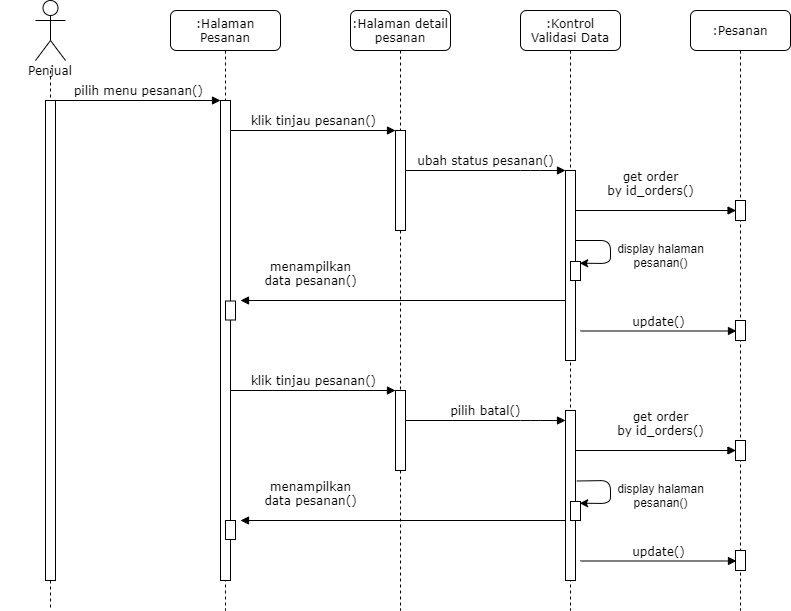 :Halaman
Pesanan
:Halaman detail
pesanan
:Kontrol
Validasi Data
:Pesanan
Penjual
pilih menu pesanan()
klik tinjau pesanan()
ubah status pesanan()
get order
by id_orders()
display halaman
pesanan()
menampilkan
data pesanan()
update()
klik tinjau pesanan()
pilih batal()
get order
by id_orders()
display halaman
pesanan()
menampilkan
data pesanan()
update()